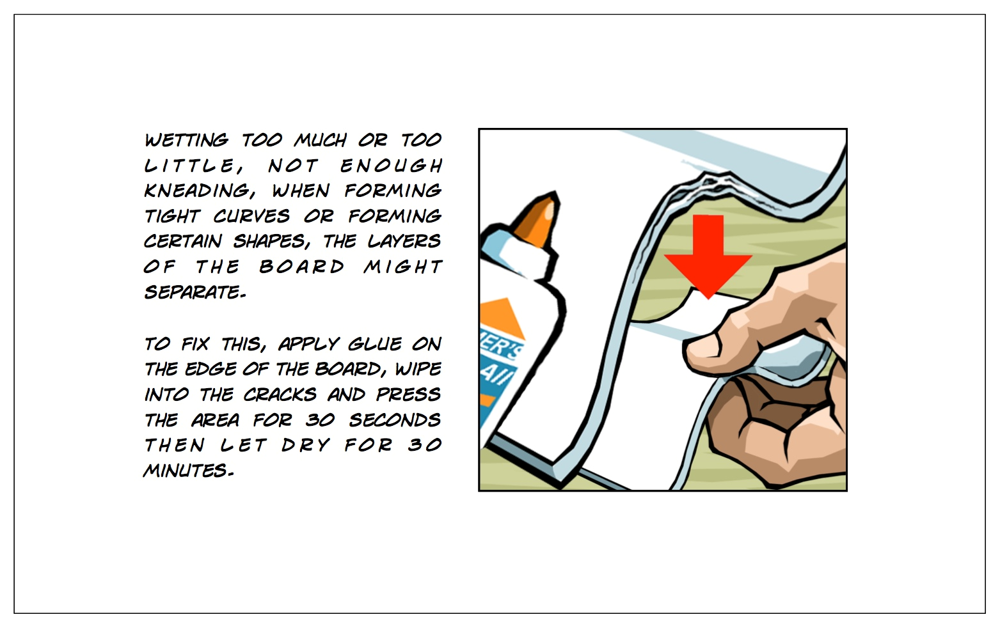 WETTING TOO MUCH OR TOO
LITTLE, NOT ENOUGH
KNEADING, WHEN FORMING
TIGHT CURVES OR FORMING
CERTAIN SHAPES, THE LAYERS
OF THE BOARD MIGHT
SEPARATE.
TO FIX THIS, APPLY GLUE ON
THE EDGE OF THE BOARD, WIPE
INTO THE CRACKS AND PRESS
THE AREA FOR 30 SECONDS
THEN LET DRY FOR 30
MINUTES.
MER'S
All